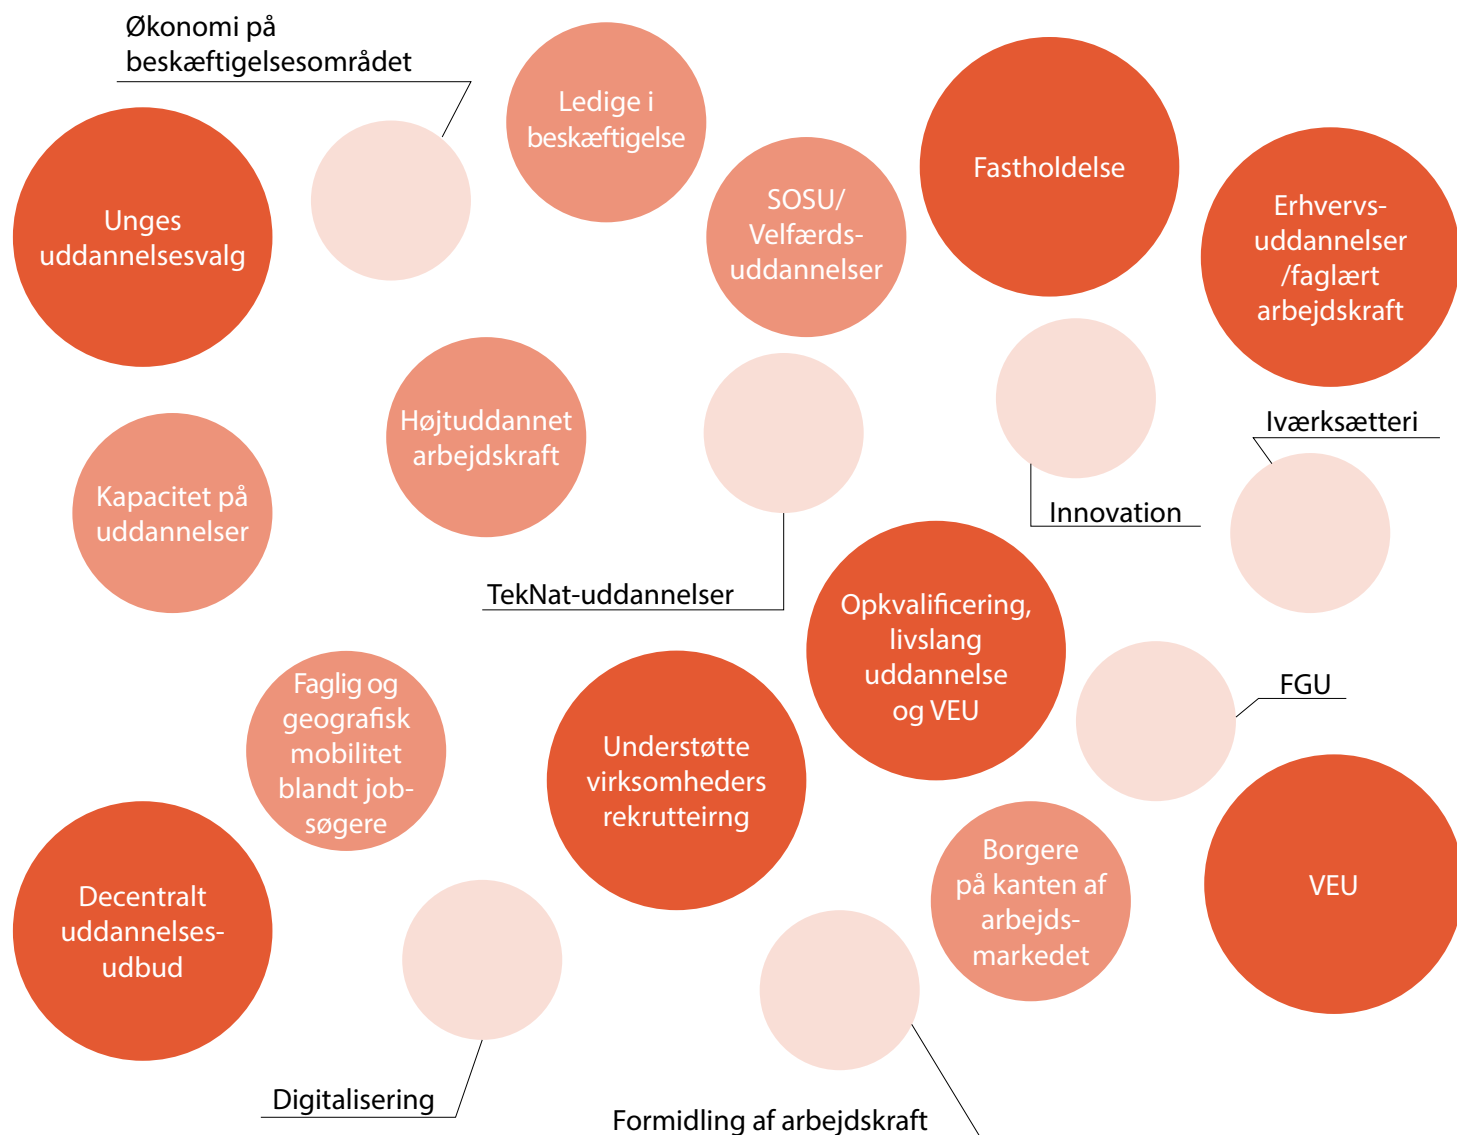 Økonomi på
beskæftigelsesområdet
Ledige i
beskæftigelse
Fastholdelse
Unges
uddannelsesvalg
SOSU/
Velfærds-
uddannelser
Erhvervs-
uddannelser
/faglært
arbejdskraft
Højtuddannet
arbejdskraft
Iværksætteri
Kapacitet på
uddannelser
Innovation
TekNat-uddannelser
Opkvalificering,
livslang
uddannelse
og VEU
FGU
Faglig og
geografisk
mobilitet
blandt job-
søgere
Understøtte
virksomheders
rekrutteirng
Borgere
på kanten af
arbejds-
markedet
VEU
Decentralt
uddannelses-
udbud
Digitalisering
Formidling af arbejdskraft